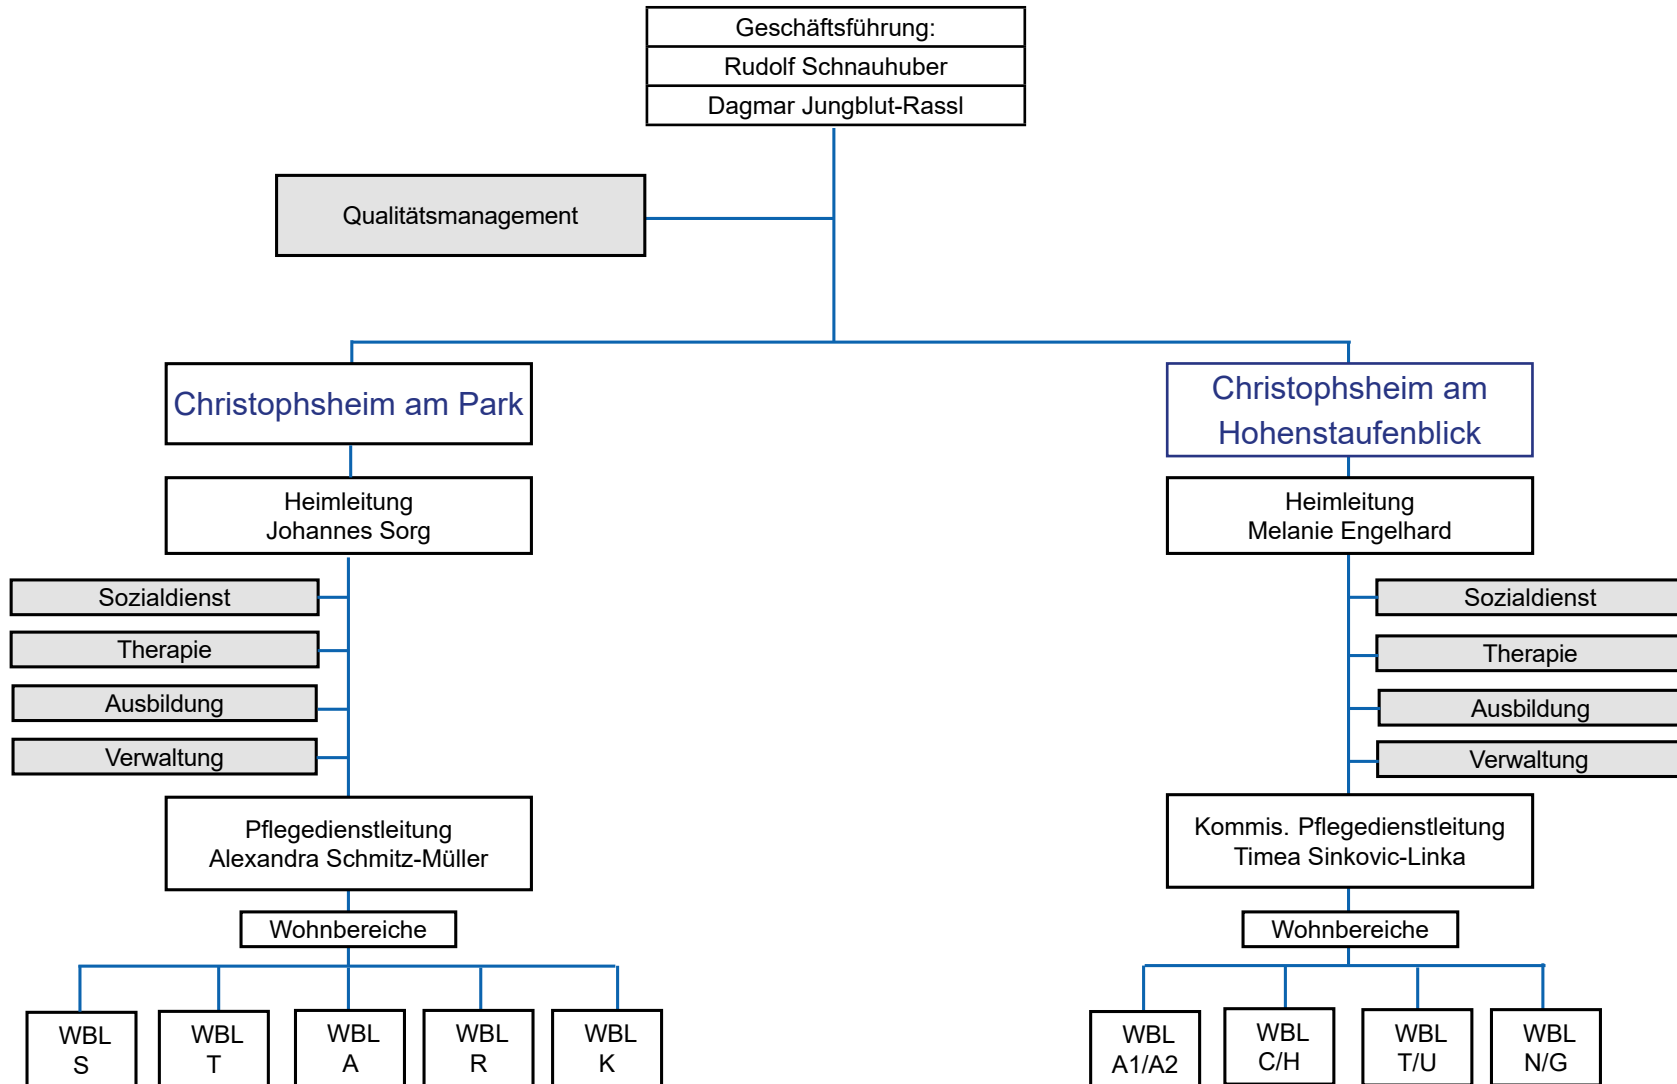 Geschäftsführung:
Rudolf Schnauhuber
Dagmar Jungblut-Rassl
Qualitätsmanagement
Christophsheim am Park
Heimleitung
Johannes Sorg
Sozialdienst
Therapie
Ausbildung
Verwaltung
Pflegedienstleitung
Alexandra Schmitz-Müller
Wohnbereiche
WBL
S
WBL
T
WBL
A
WBL
R
WBL
K
Christophsheim am
Hohenstaufenblick
Heimleitung
Melanie Engelhard
Sozialdienst
Therapie
Ausbildung
Verwaltung
Kommis. Pflegedienstleitung
Timea Sinkovic-Linka
Wohnbereiche
WBL
A1/A2
WBL
C/H
WBL
T/U
WBL
N/G